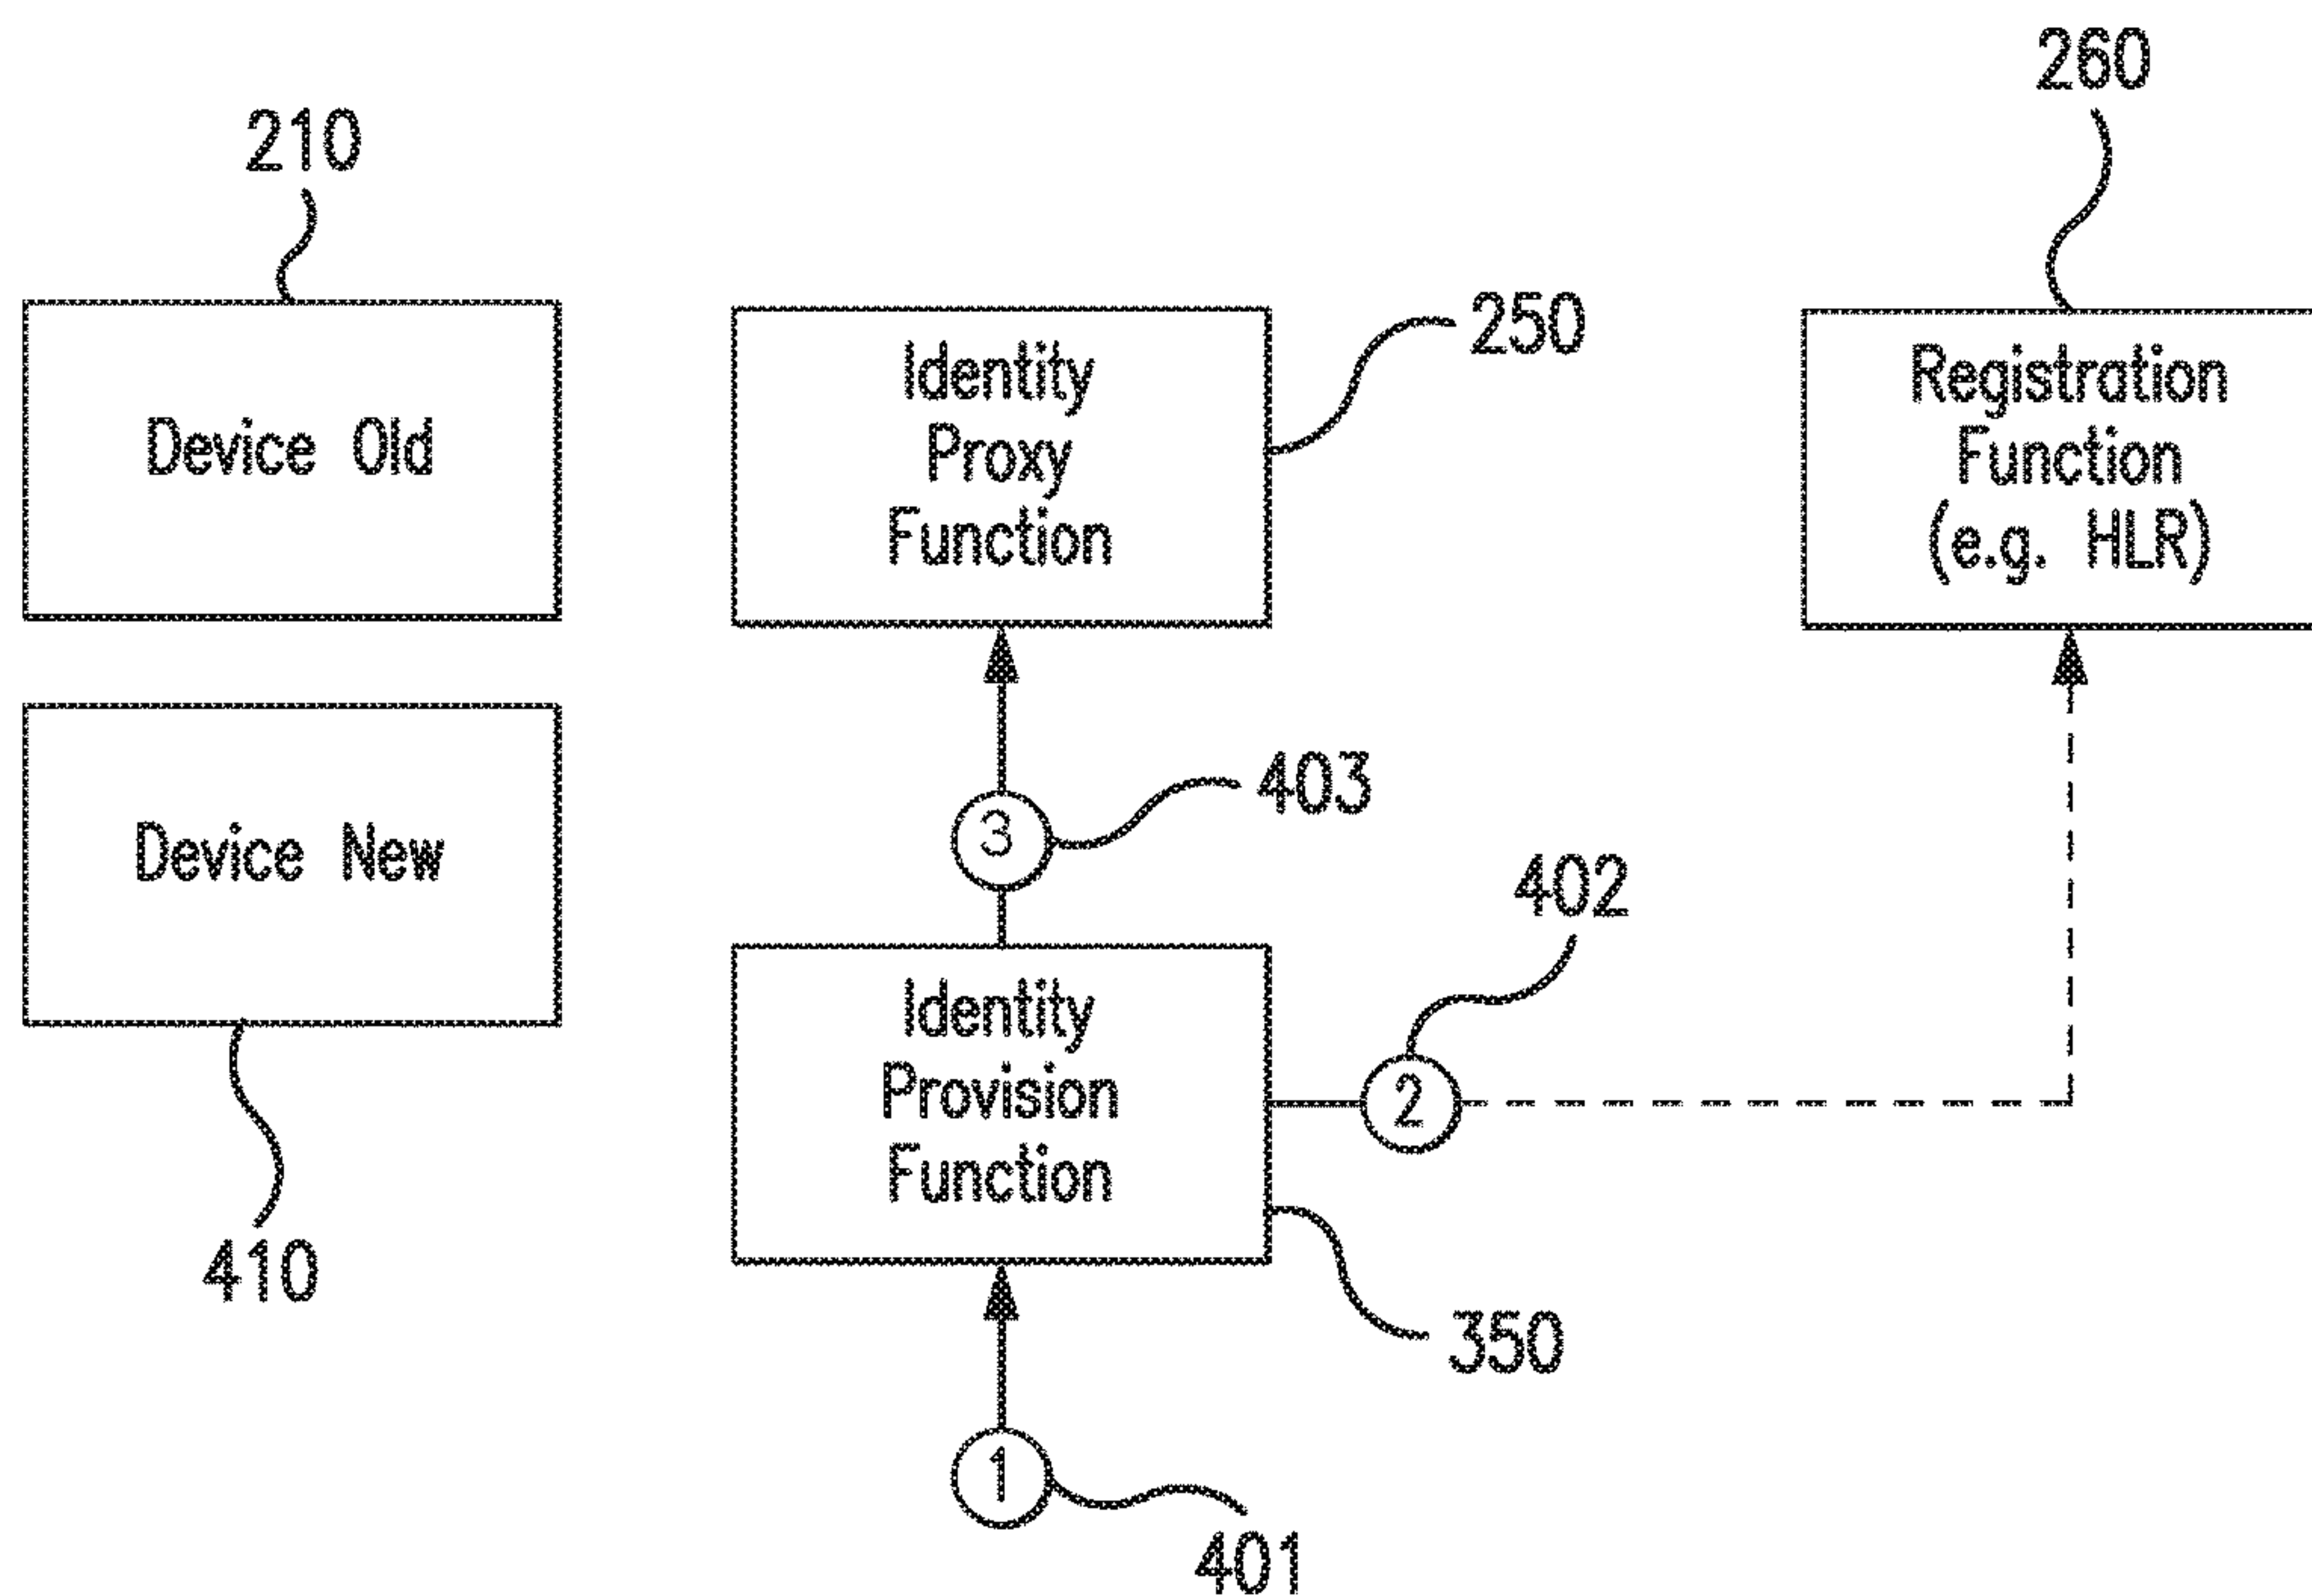 260
210
250
Device Old
Identity
Proxy
Function
Registration
Function
(e.g. HLR)
403
3
Device New
402
Identity
Provision
Function
2
410
350
1
401